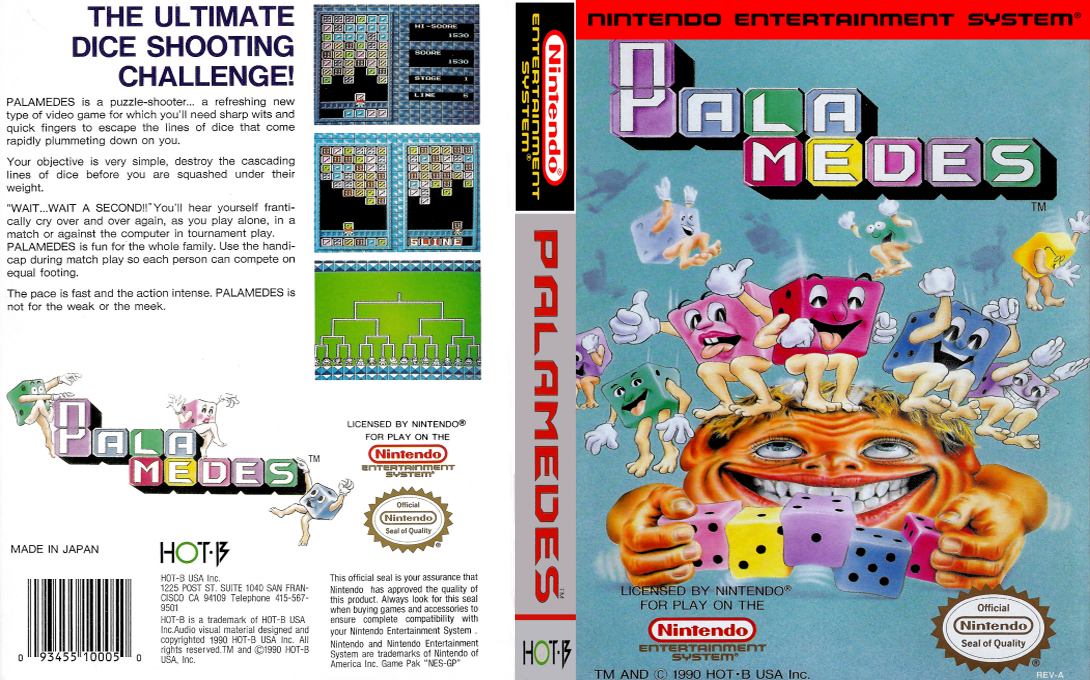 THE ULTIMATE
DICE SHOOTING
CHALLENGE!
PALAMEDES is a puzzle-shooter... a refreshing new
type of video game for which you'll need sharp wits and
quick fingers to escape the lines of dice that come
rapidly plummeting down on you.
Your objective is very simple, destroy the cascading
lines of dice before you are squashed under their
weight.
"WAIT...WAIT A SECOND!!" You'll hear yourself franti-
cally cry over and over again, as you play alone, in a
match or against the computer in tournament play.
PALAMEDES is fun for the whole family. Use the handi-
cap during match play so each person can compete on
equal footing.
The pace is fast and the action intense. PALAMEDES is
not for the weak or the meek.
HI-SCORE
1530
SCORE
1530
STAGE 1
LINE 5
5LINE
PALA
MEDES™
LICENSED BY NINTENDO®
FOR PLAY ON THE
Nintendo
ENTERTAINMENT
SYSTEM®
Official
Nintendo
Seal of Quality
®
MADE IN JAPAN
HOT·B
HOT-B USA Inc.
1225 POST ST. SUITE 1040 SAN FRAN-
CISCO CA 94109 Telephone 415-567-
9501
HOT-B is a trademark of HOT-B USA
Inc.Audio visual material designed and
copyrighted 1990 HOT-B USA Inc. All
rights reserved.TM and ©1990 HOT-B
USA, Inc.
0 93455 10005 0
This official seal is your assurance that
Nintendo has approved the quality of
this product. Always look for this seal
when buying games and accessories to
ensure complete compatibility with
your Nintendo Entertainment System .
Nintendo and Nintendo Entertainment
System are trademarks of Nintendo of
America Inc. Game Pak "NES-GP"
Nintendo®
ENTERTAINMENT
SYSTEM®
PALAMEDES™
HOT·B
NINTENDO ENTERTAINMENT SYSTEM®
PALA
MEDES
TM
LICENSED BY NINTENDO®
FOR PLAY ON THE
Nintendo
ENTERTAINMENT
SYSTEM®
TM AND © 1990 HOT·B USA Inc.
Official
Nintendo
Seal of Quality
®
REV-A